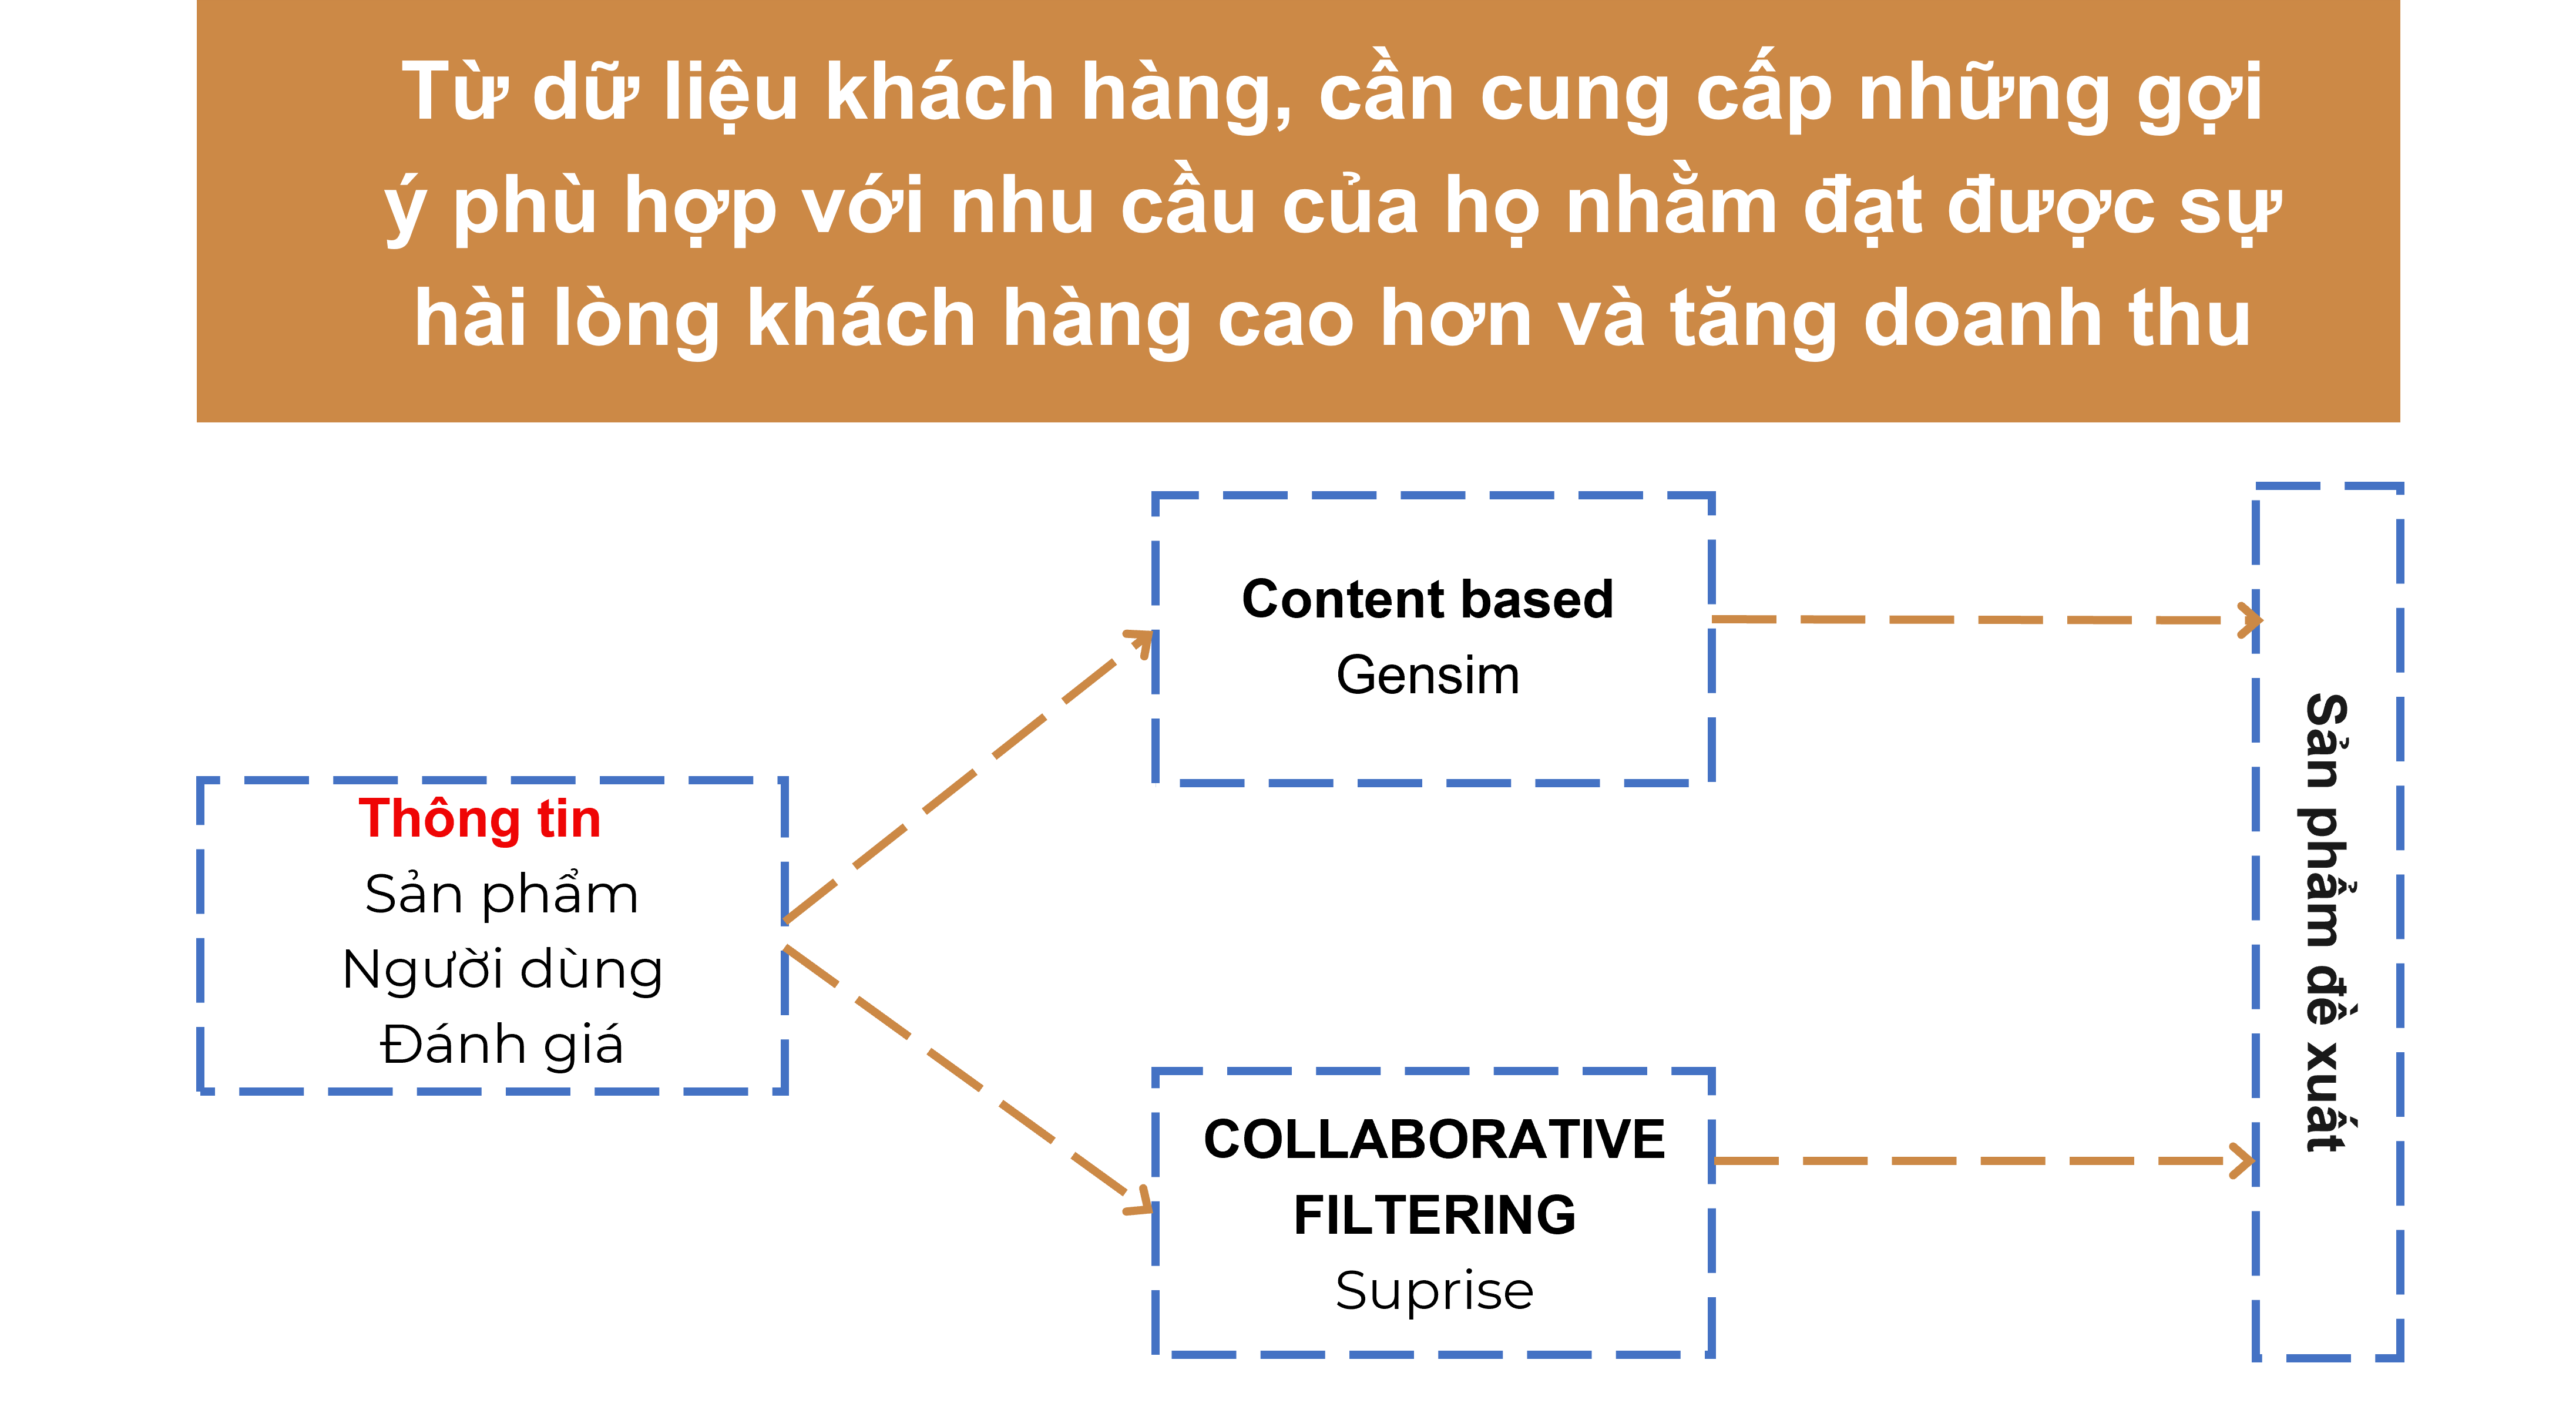 Từ dữ liệu khách hàng, cần cung cấp những gợi
ý phù hợp với nhu cầu của họ nhằm đạt được sự
hài lòng khách hàng cao hơn và tăng doanh thu
Thông tin
Sản phẩm
Người dùng
Đánh giá
Content based
Gensim
COLLABORATIVE
FILTERING
Suprise
Sản phẩm đề xuất